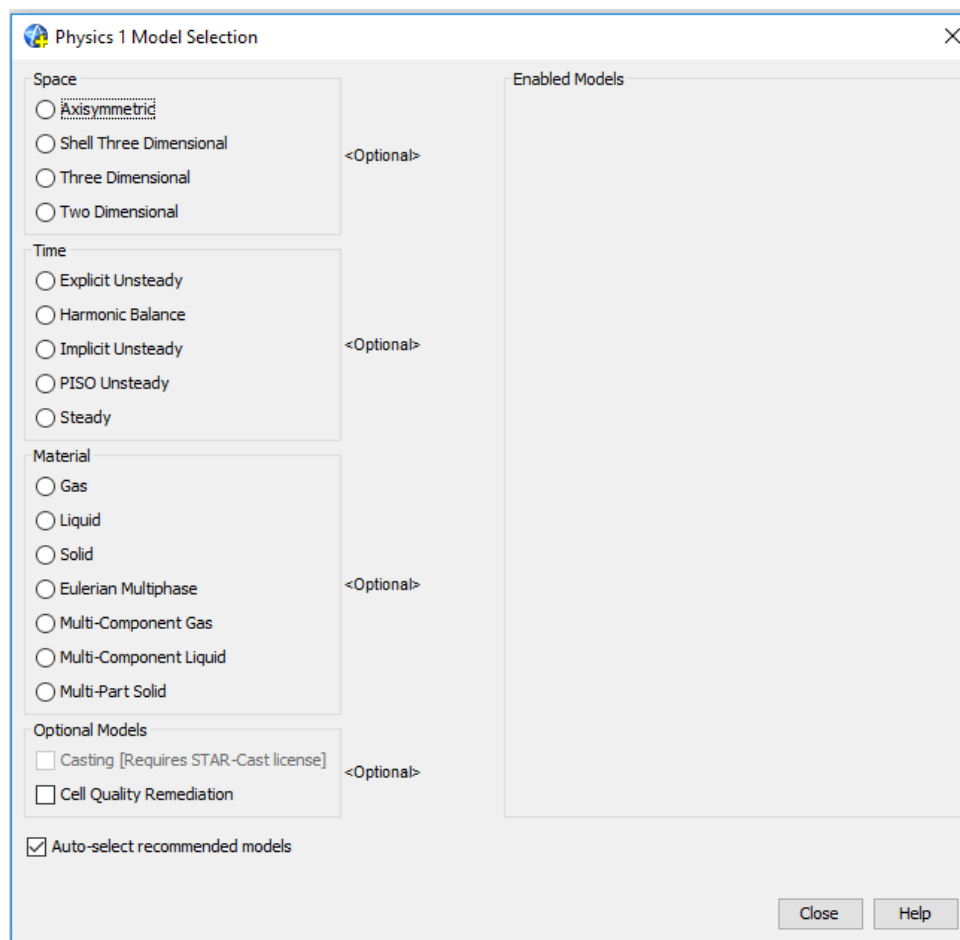 Physics 1 Model Selection
Space
Axisymmetric
Shell Three Dimensional
Three Dimensional
Two Dimensional
<Optional>
Time
Explicit Unsteady
Harmonic Balance
Implicit Unsteady
PISO Unsteady
Steady
<Optional>
Material
Gas
Liquid
Solid
Eulerian Multiphase
Multi-Component Gas
Multi-Component Liquid
Multi-Part Solid
<Optional>
Optional Models
Casting [Requires STAR-Cast license]
Cell Quality Remediation
<Optional>
Auto-select recommended models
Enabled Models
Close
Help